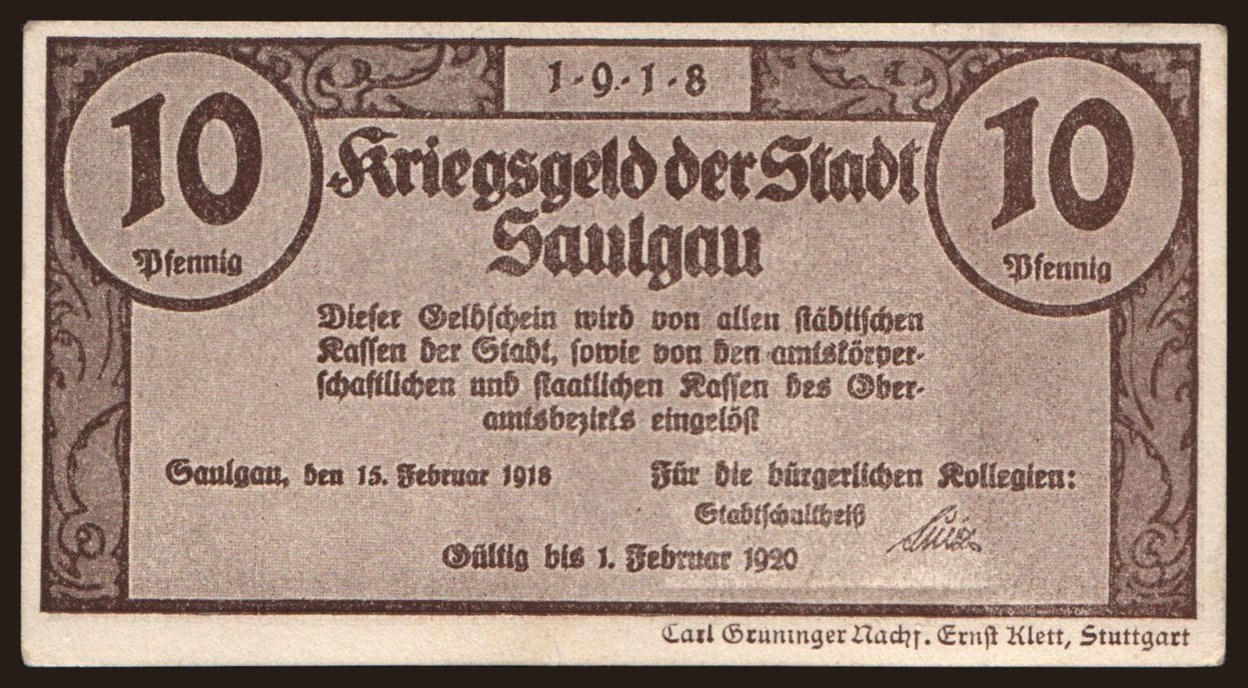 1·9·1·8
10
Pfennig
10
Pfennig
Kriegsgeld der Stadt
Saulgau
Dieser Geldschein wird von allen städtischen
Kassen der Stadt, sowie von den amtskörper-
schaftlichen und staatlichen Kassen des Ober-
amtsbezirks eingelöst
Saulgau, den 15. Februar 1918
Für die bürgerlichen Kollegien:
Stadtschultheiß
Gültig bis 1. Februar 1920
Carl Grüninger Nachf. Ernst Klett, Stuttgart